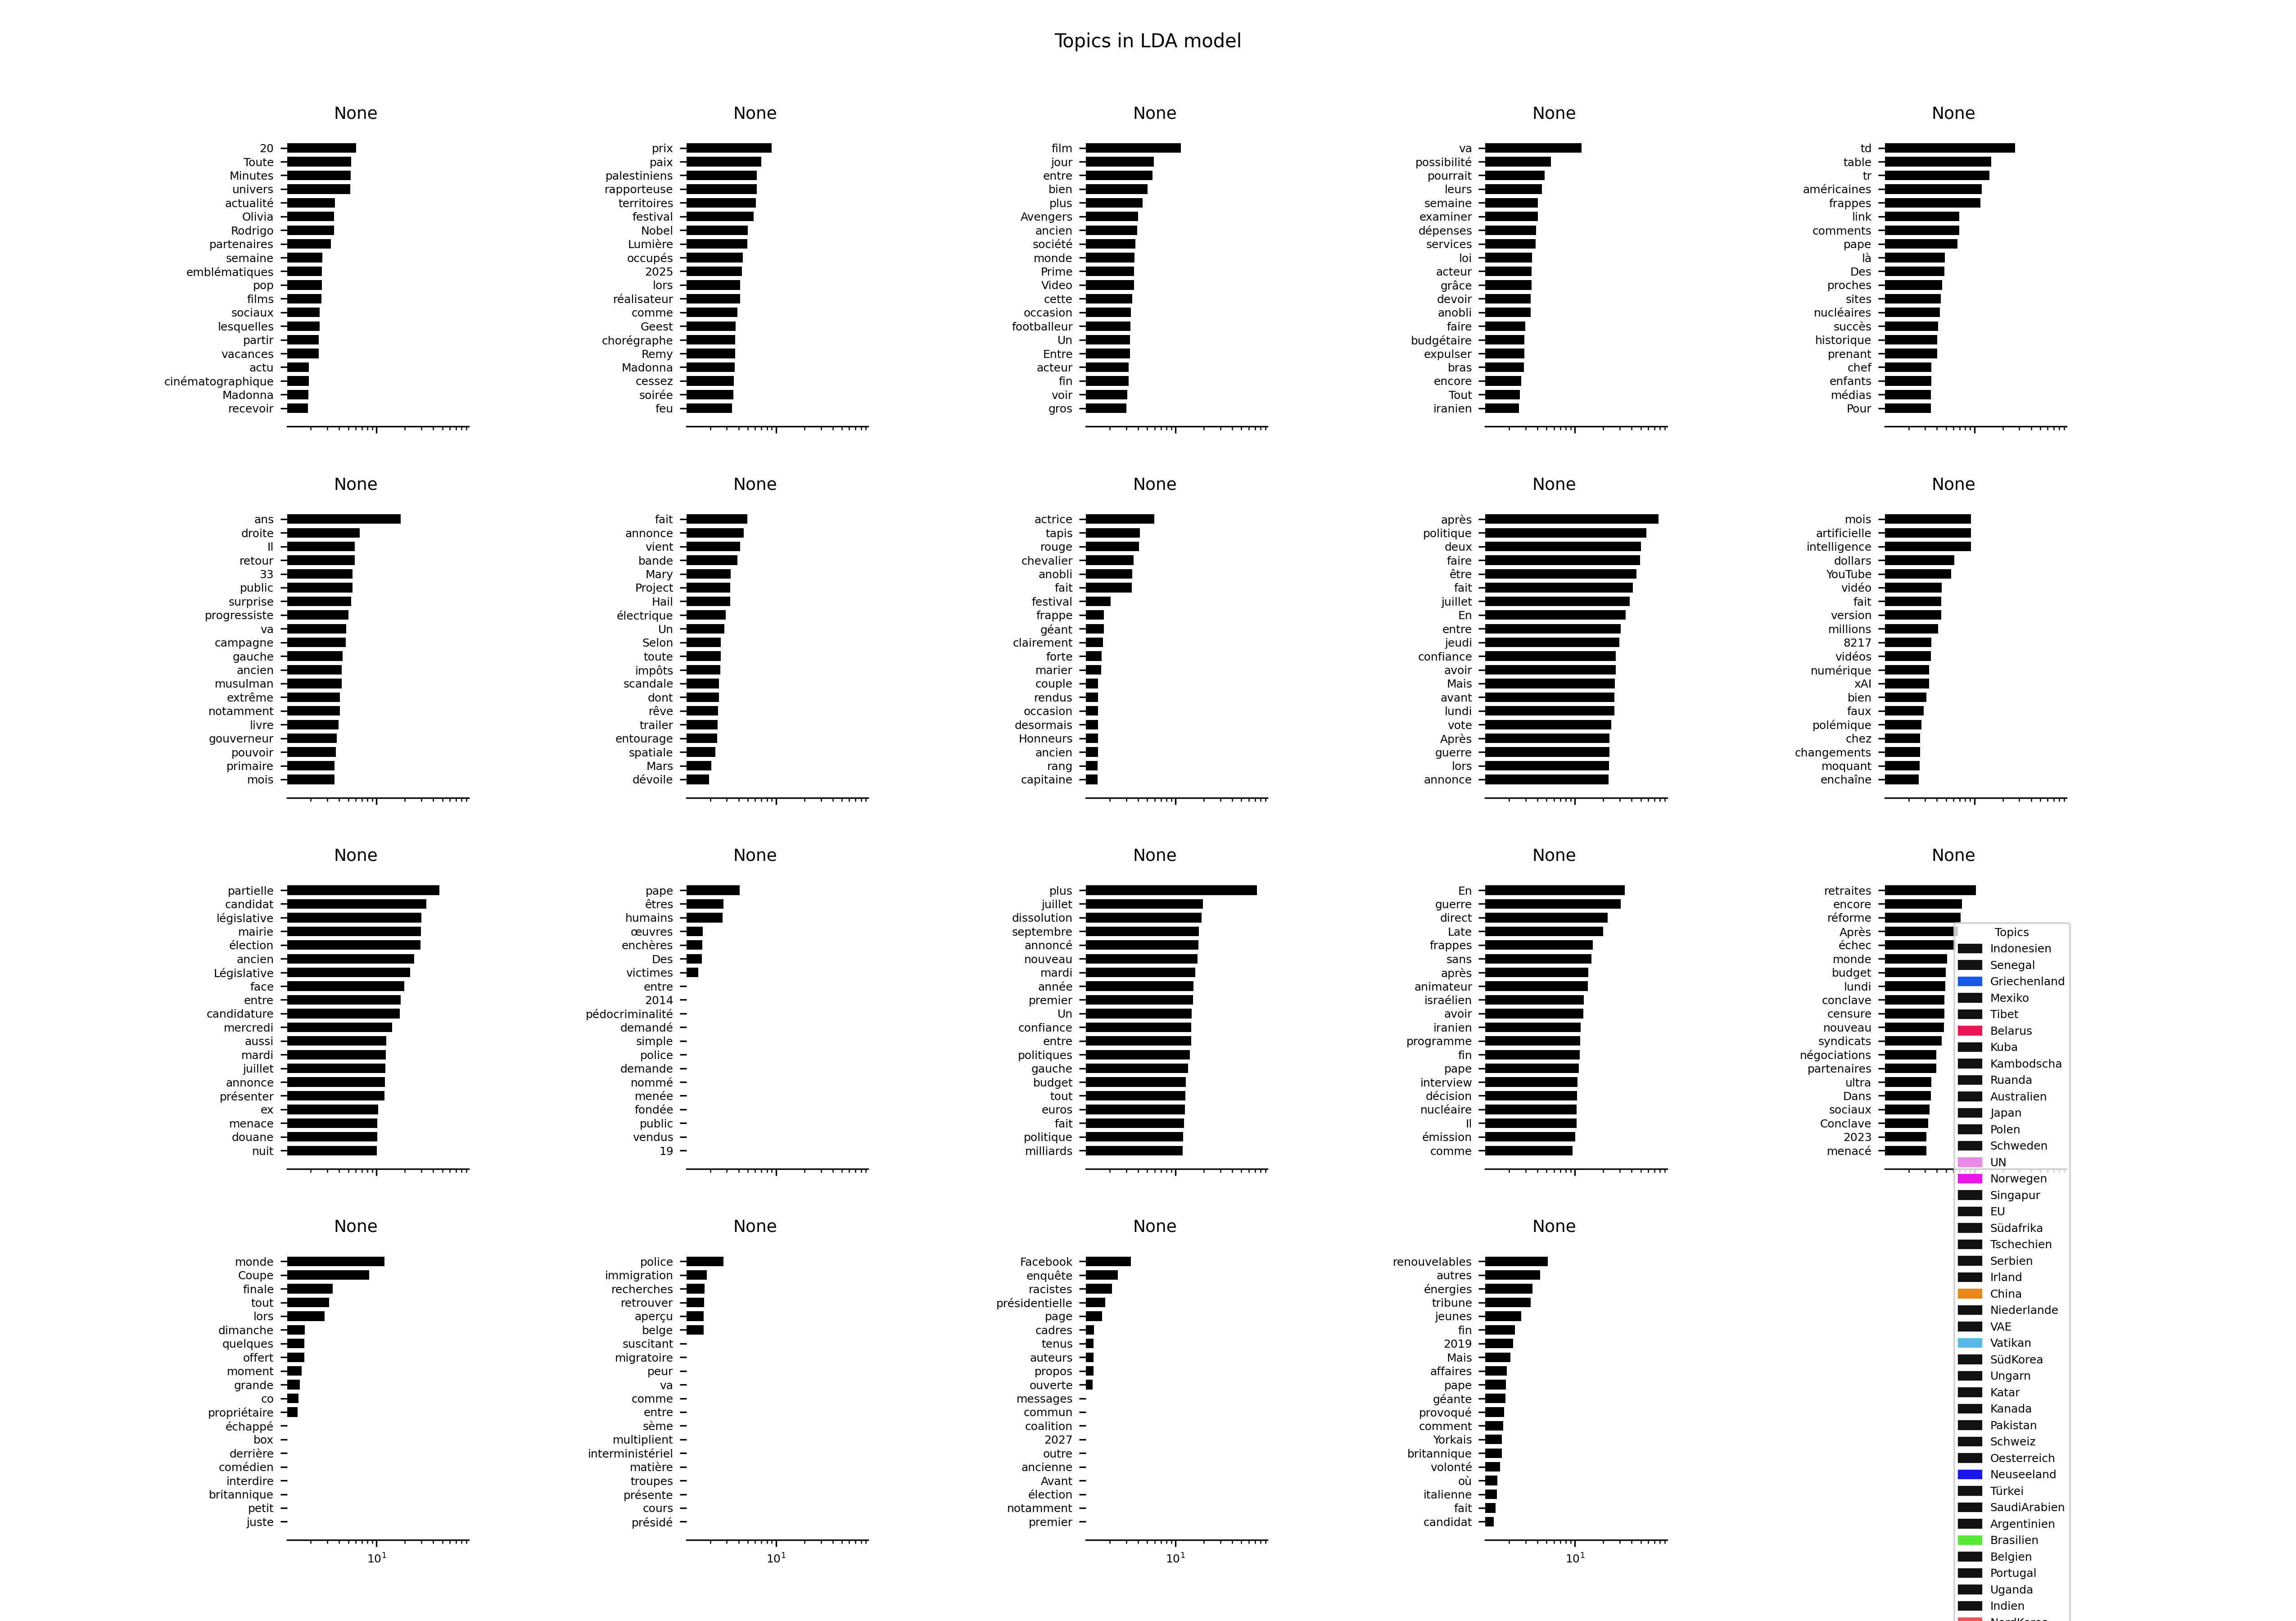 Topics in LDA model
None
20
Toute
Minutes
univers
actualité
Olivia
Rodrigo
partenaires
semaine
emblématiques
pop
films
sociaux
lesquelles
partir
vacances
actu
cinématographique
Madonna
recevoir
None
prix
paix
palestiniens
rapporteuse
territoires
festival
Nobel
Lumière
occupés
2025
lors
réalisateur
comme
Geest
chorégraphe
Remy
Madonna
cessez
soirée
feu
None
film
jour
entre
bien
plus
Avengers
ancien
société
monde
Prime
Video
cette
occasion
footballeur
Un
Entre
acteur
fin
voir
gros
None
va
possibilité
pourrait
leurs
semaine
examiner
dépenses
services
loi
acteur
grâce
devoir
anobli
faire
budgétaire
expulser
bras
encore
Tout
iranien
None
td
table
tr
américaines
frappes
link
comments
pape
là
Des
proches
sites
nucléaires
succès
historique
prenant
chef
enfants
médias
Pour
None
ans
droite
Il
retour
33
public
surprise
progressiste
va
campagne
gauche
ancien
musulman
extrême
notamment
livre
gouverneur
pouvoir
primaire
mois
None
fait
annonce
vient
bande
Mary
Project
Hail
électrique
Un
Selon
toute
impôts
scandale
dont
rêve
trailer
entourage
spatiale
Mars
dévoile
None
actrice
tapis
rouge
chevalier
anobli
fait
festival
frappe
géant
clairement
forte
marier
couple
rendus
occasion
desormais
Honneurs
ancien
rang
capitaine
None
après
politique
deux
faire
être
fait
juillet
En
entre
jeudi
confiance
avoir
Mais
avant
lundi
vote
Après
guerre
lors
annonce
None
mois
artificielle
intelligence
dollars
YouTube
vidéo
fait
version
millions
8217
vidéos
numérique
xAI
bien
faux
polémique
chez
changements
moquant
enchaîne
None
partielle
candidat
législative
mairie
élection
ancien
Législative
face
entre
candidature
mercredi
aussi
mardi
juillet
annonce
présenter
ex
menace
douane
nuit
None
pape
êtres
humains
œuvres
enchères
Des
victimes
entre
2014
pédocriminalité
demandé
simple
police
demande
nommé
menée
fondée
public
vendus
19
None
plus
juillet
dissolution
septembre
annoncé
nouveau
mardi
année
premier
Un
confiance
entre
politiques
gauche
budget
tout
euros
fait
politique
milliards
None
En
guerre
direct
Late
frappes
sans
après
animateur
israélien
avoir
iranien
programme
fin
pape
interview
décision
nucléaire
Il
émission
comme
None
retraites
encore
réforme
Après
échec
monde
budget
lundi
conclave
censure
nouveau
syndicats
négociations
partenaires
ultra
Dans
sociaux
Conclave
2023
menacé
None
monde
Coupe
finale
tout
lors
dimanche
quelques
offert
moment
grande
co
propriétaire
échappé
box
derrière
comédien
interdire
britannique
petit
juste
10¹
None
police
immigration
recherches
retrouver
aperçu
belge
suscitant
migratoire
peur
va
comme
entre
sème
multiplient
interministériel
matière
troupes
présente
cours
présidé
10¹
None
Facebook
enquête
racistes
présidentielle
page
cadres
tenus
auteurs
propos
ouverte
messages
commun
coalition
2027
outre
ancienne
Avant
élection
notamment
premier
10¹
None
renouvelables
autres
énergies
tribune
jeunes
fin
2019
Mais
affaires
pape
géante
provoqué
comment
Yorkais
britannique
volonté
où
italienne
fait
candidat
10¹
Topics
Indonesien
Senegal
Griechenland
Mexiko
Tibet
Belarus
Kuba
Kambodscha
Ruanda
Australien
Japan
Polen
Schweden
UN
Norwegen
Singapur
EU
Südafrika
Tschechien
Serbien
Irland
China
Niederlande
VAE
Vatikan
SüdKorea
Ungarn
Katar
Kanada
Pakistan
Schweiz
Oesterreich
Neuseeland
Türkei
SaudiArabien
Argentinien
Brasilien
Belgien
Portugal
Uganda
Indien